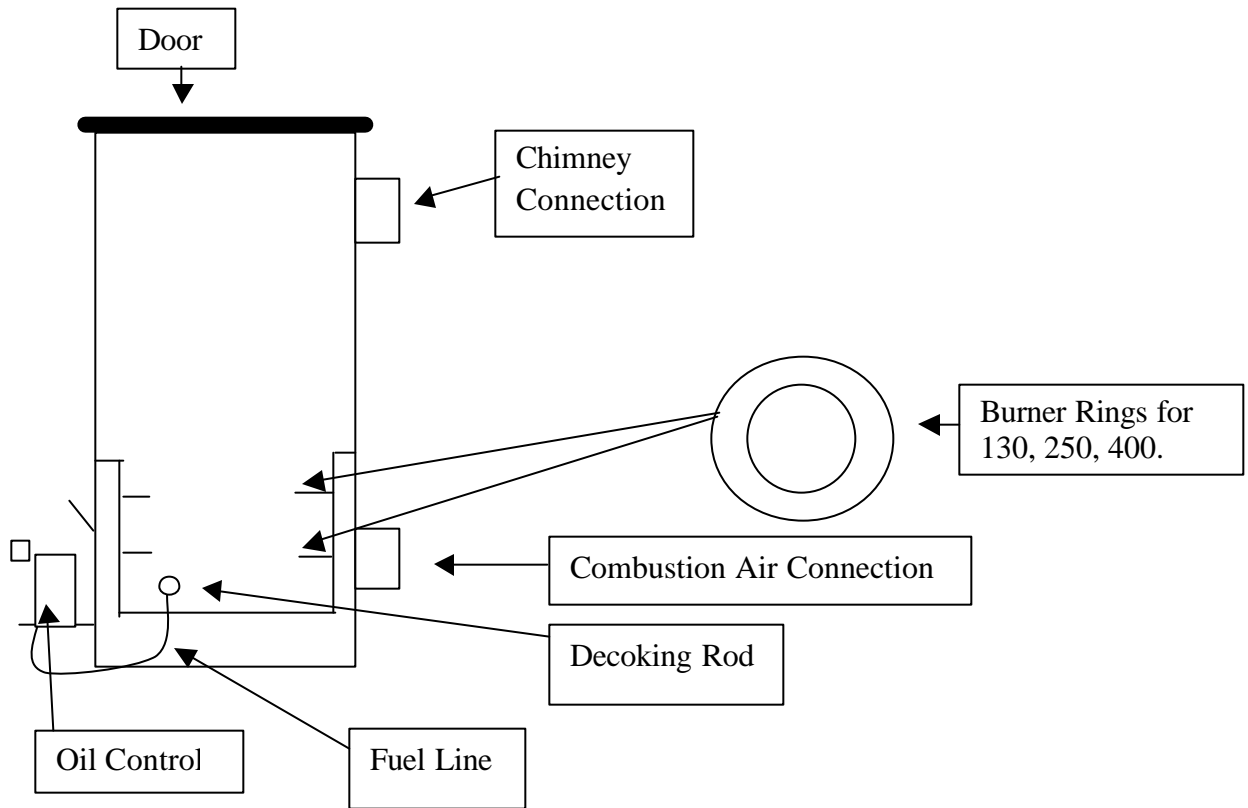 Door
Chimney
Connection
Burner Rings for
130, 250, 400.
Combustion Air Connection
Decoking Rod
Oil Control
Fuel Line